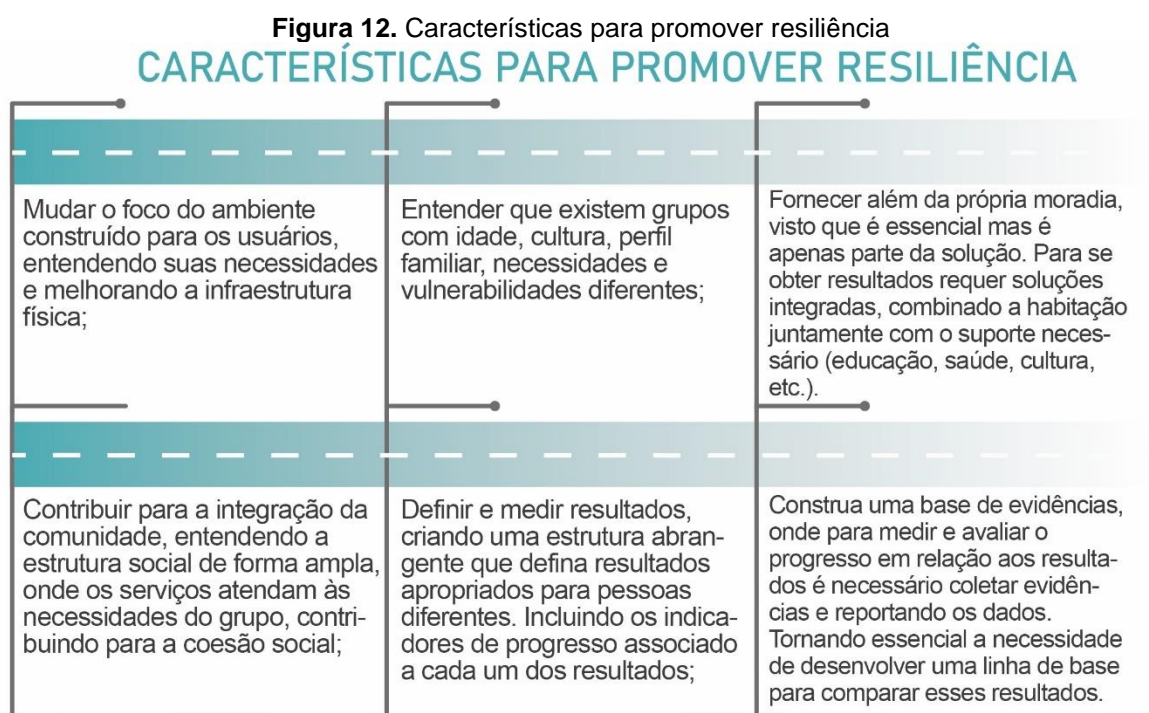 Figura 12. Características para promover resiliência
CARACTERÍSTICAS PARA PROMOVER RESILIÊNCIA
Mudar o foco do ambiente
construído para os usuários,
entendendo suas necessidades
e melhorando a infraestrutura
física;
Entender que existem grupos
com idade, cultura, perfil
familiar, necessidades e
vulnerabilidades diferentes;
Fornecer além da própria moradia,
visto que é essencial mas é
apenas parte da solução. Para se
obter resultados requer soluções
integradas, combinado a habitação
juntamente com o suporte neces-
sário (educação, saúde, cultura,
etc.).
Contribuir para a integração da
comunidade, entendendo a
estrutura social de forma ampla,
onde os serviços atendam às
necessidades do grupo, contri-
buindo para a coesão social;
Definir e medir resultados,
criando uma estrutura abran-
gente que defina resultados
apropriados para pessoas
diferentes. Incluindo os indica-
dores de progresso associado
a cada um dos resultados;
Construa uma base de evidências,
onde para medir e avaliar o
progresso em relação aos resulta-
dos é necessário coletar evidên-
cias e reportando os dados.
Tornando essencial a necessidade
de desenvolver uma linha de base
para comparar esses resultados.